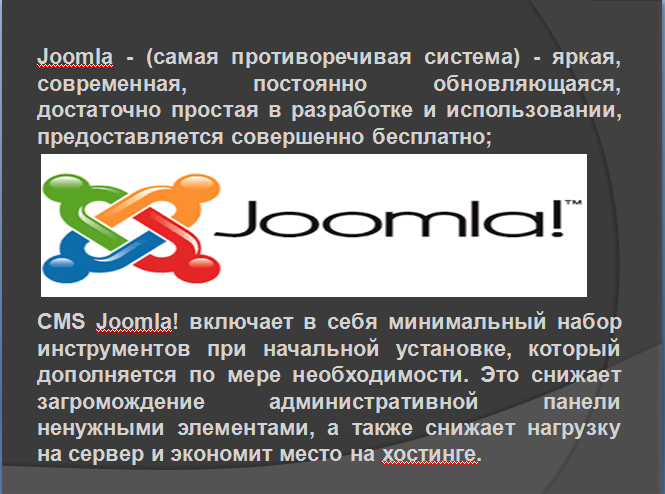 Joomla - (самая противоречивая система) - яркая,
современная, постоянно обновляющаяся,
достаточно простая в разработке и использовании,
предоставляется совершенно бесплатно;
Joomla!™
CMS Joomla! включает в себя минимальный набор
инструментов при начальной установке, который
дополняется по мере необходимости. Это снижает
загромождение административной панели
ненужными элементами, а также снижает нагрузку
на сервер и экономит место на хостинге.